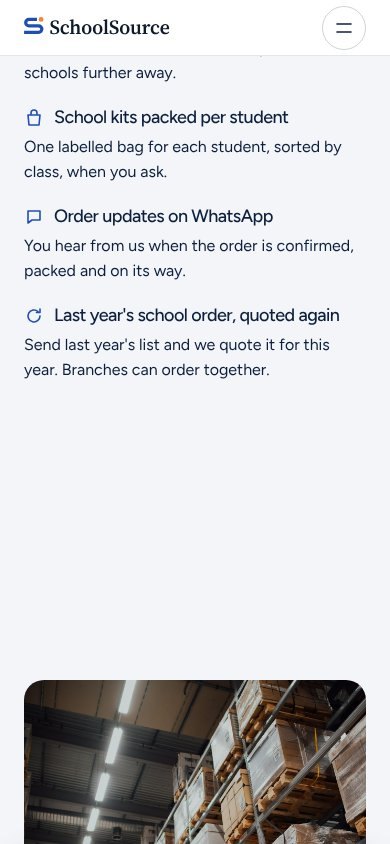 SchoolSource
schools further away.
School kits packed per student
One labelled bag for each student, sorted by
class, when you ask.
Order updates on WhatsApp
You hear from us when the order is confirmed,
packed and on its way.
Last year's school order, quoted again
Send last year's list and we quote it for this
year. Branches can order together.